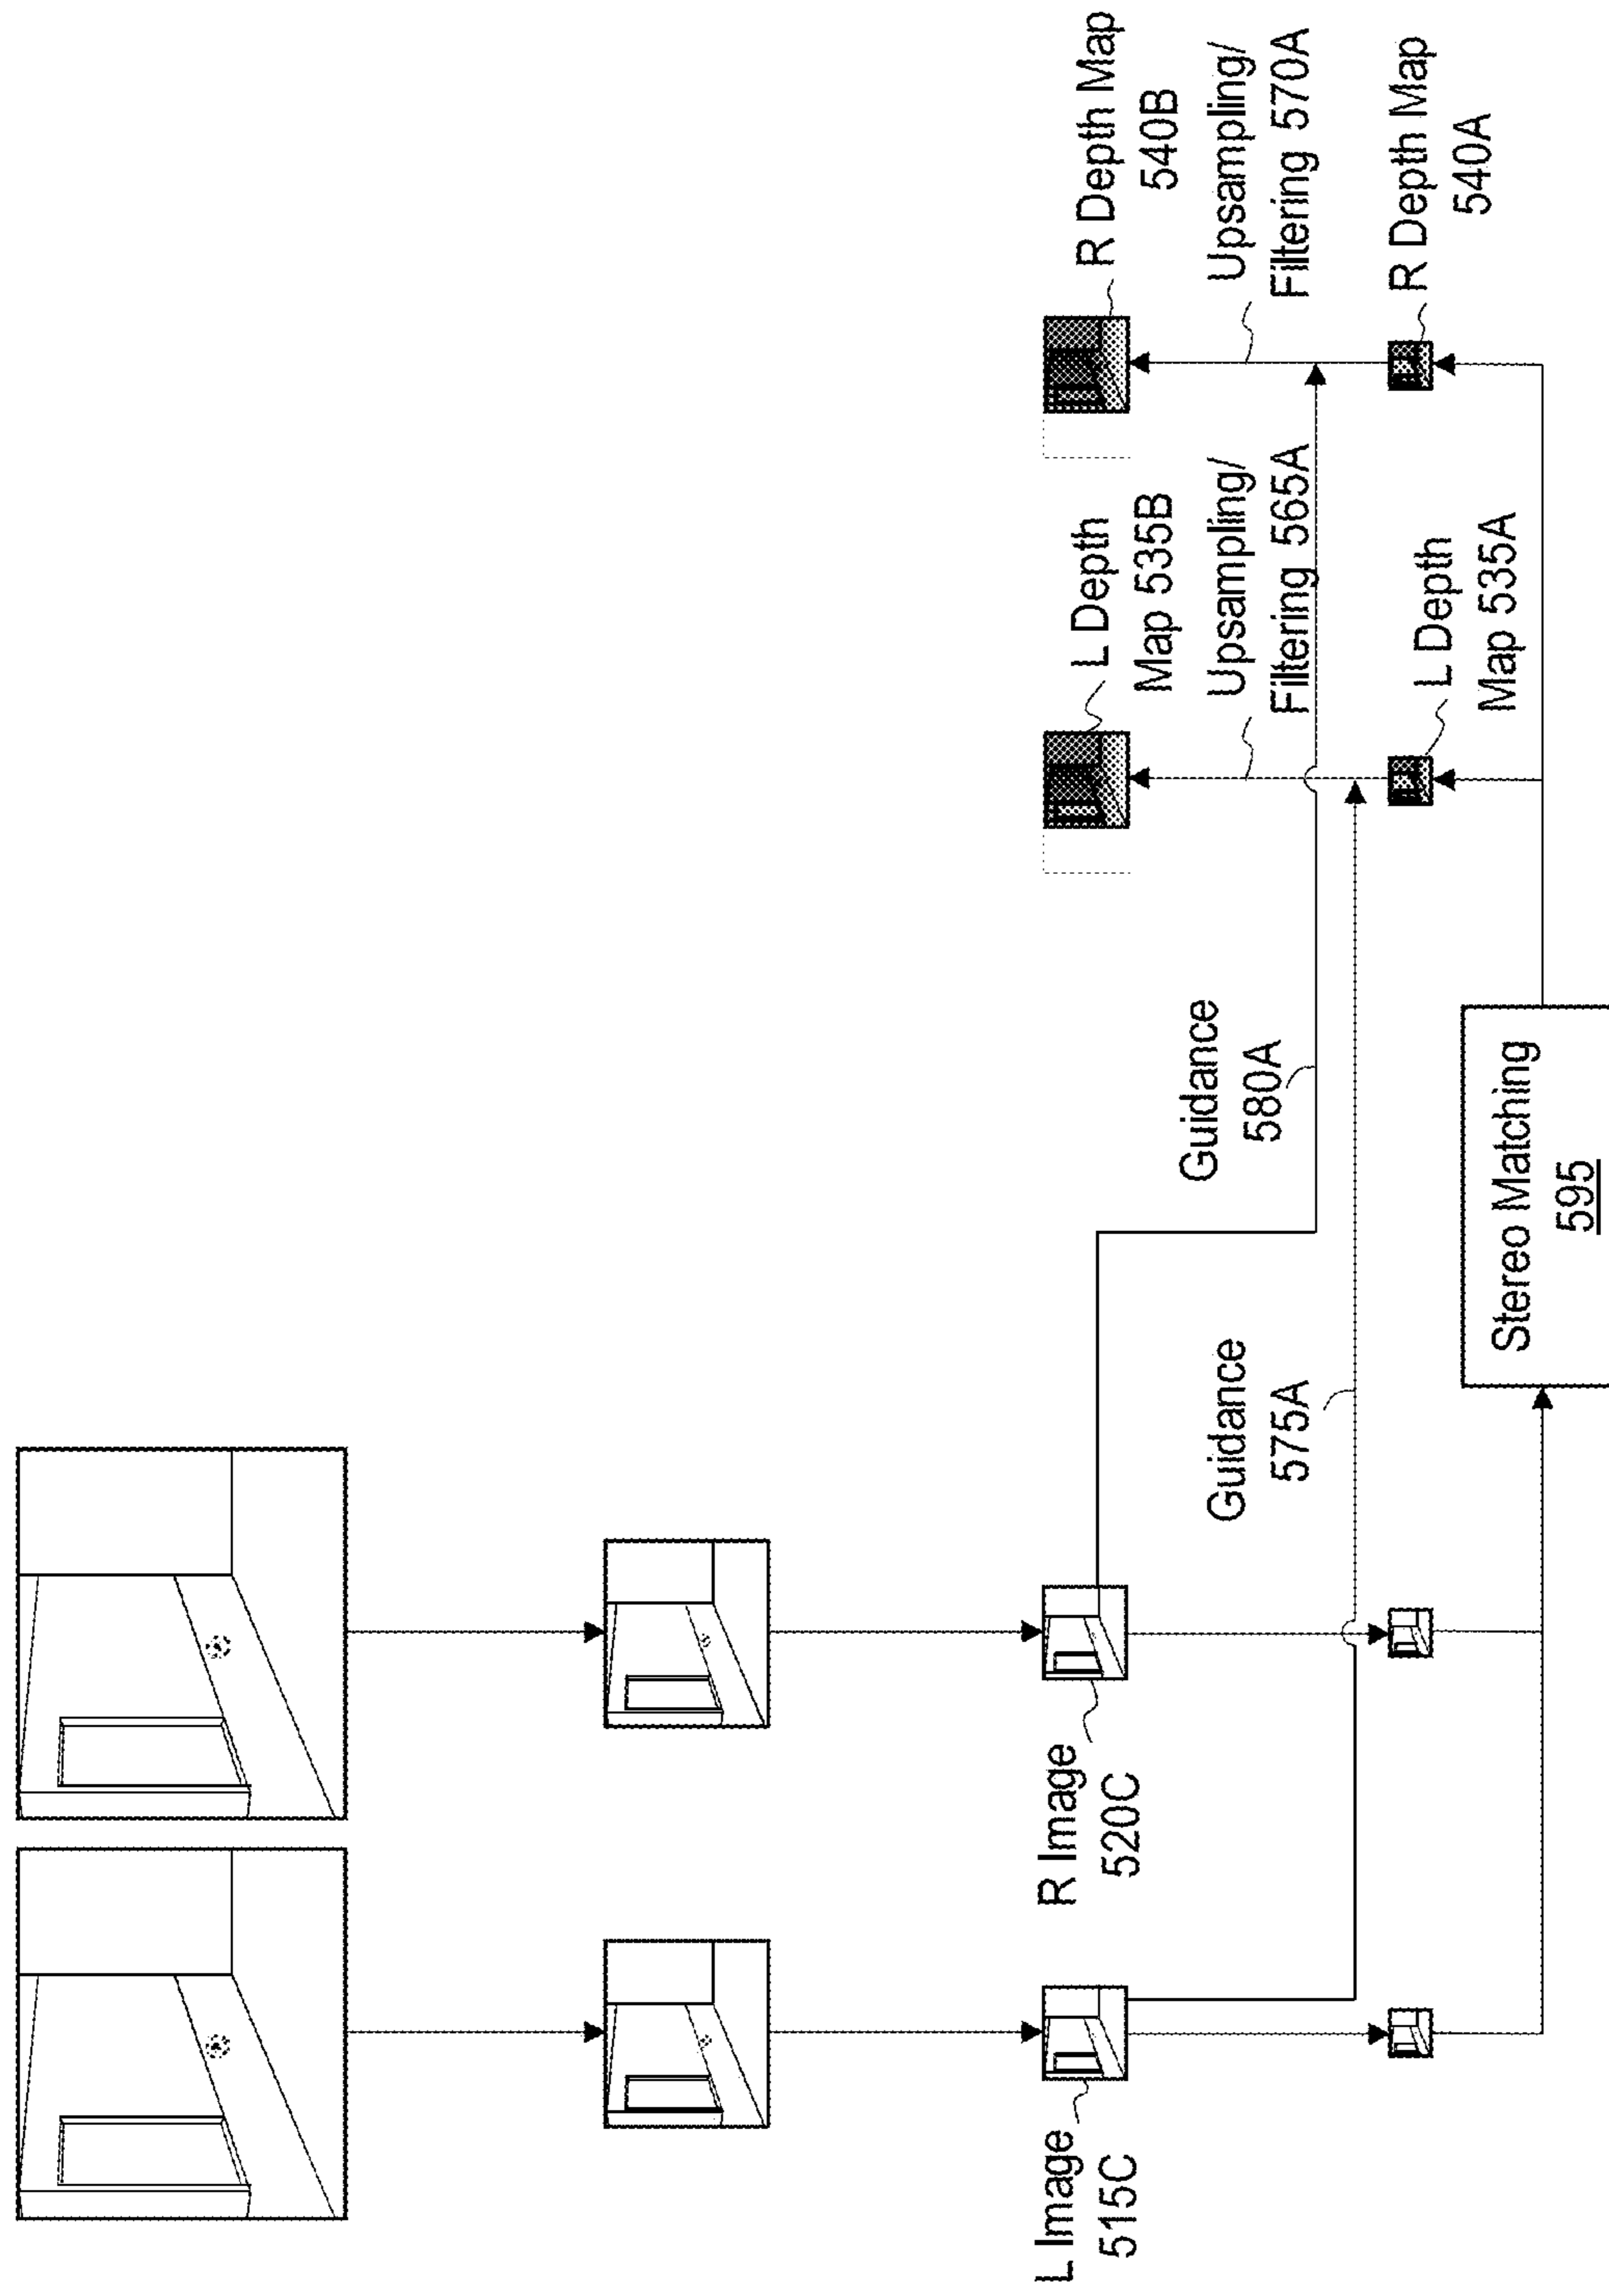 L Image
515C
R Image
520C
Guidance
575A
Guidance
580A
Stereo Matching
595
L Depth
Map 535B
Upsampling/
Filtering 565A
L Depth
Map 535A
R Depth Map
540B
Upsampling/
Filtering 570A
R Depth Map
540A